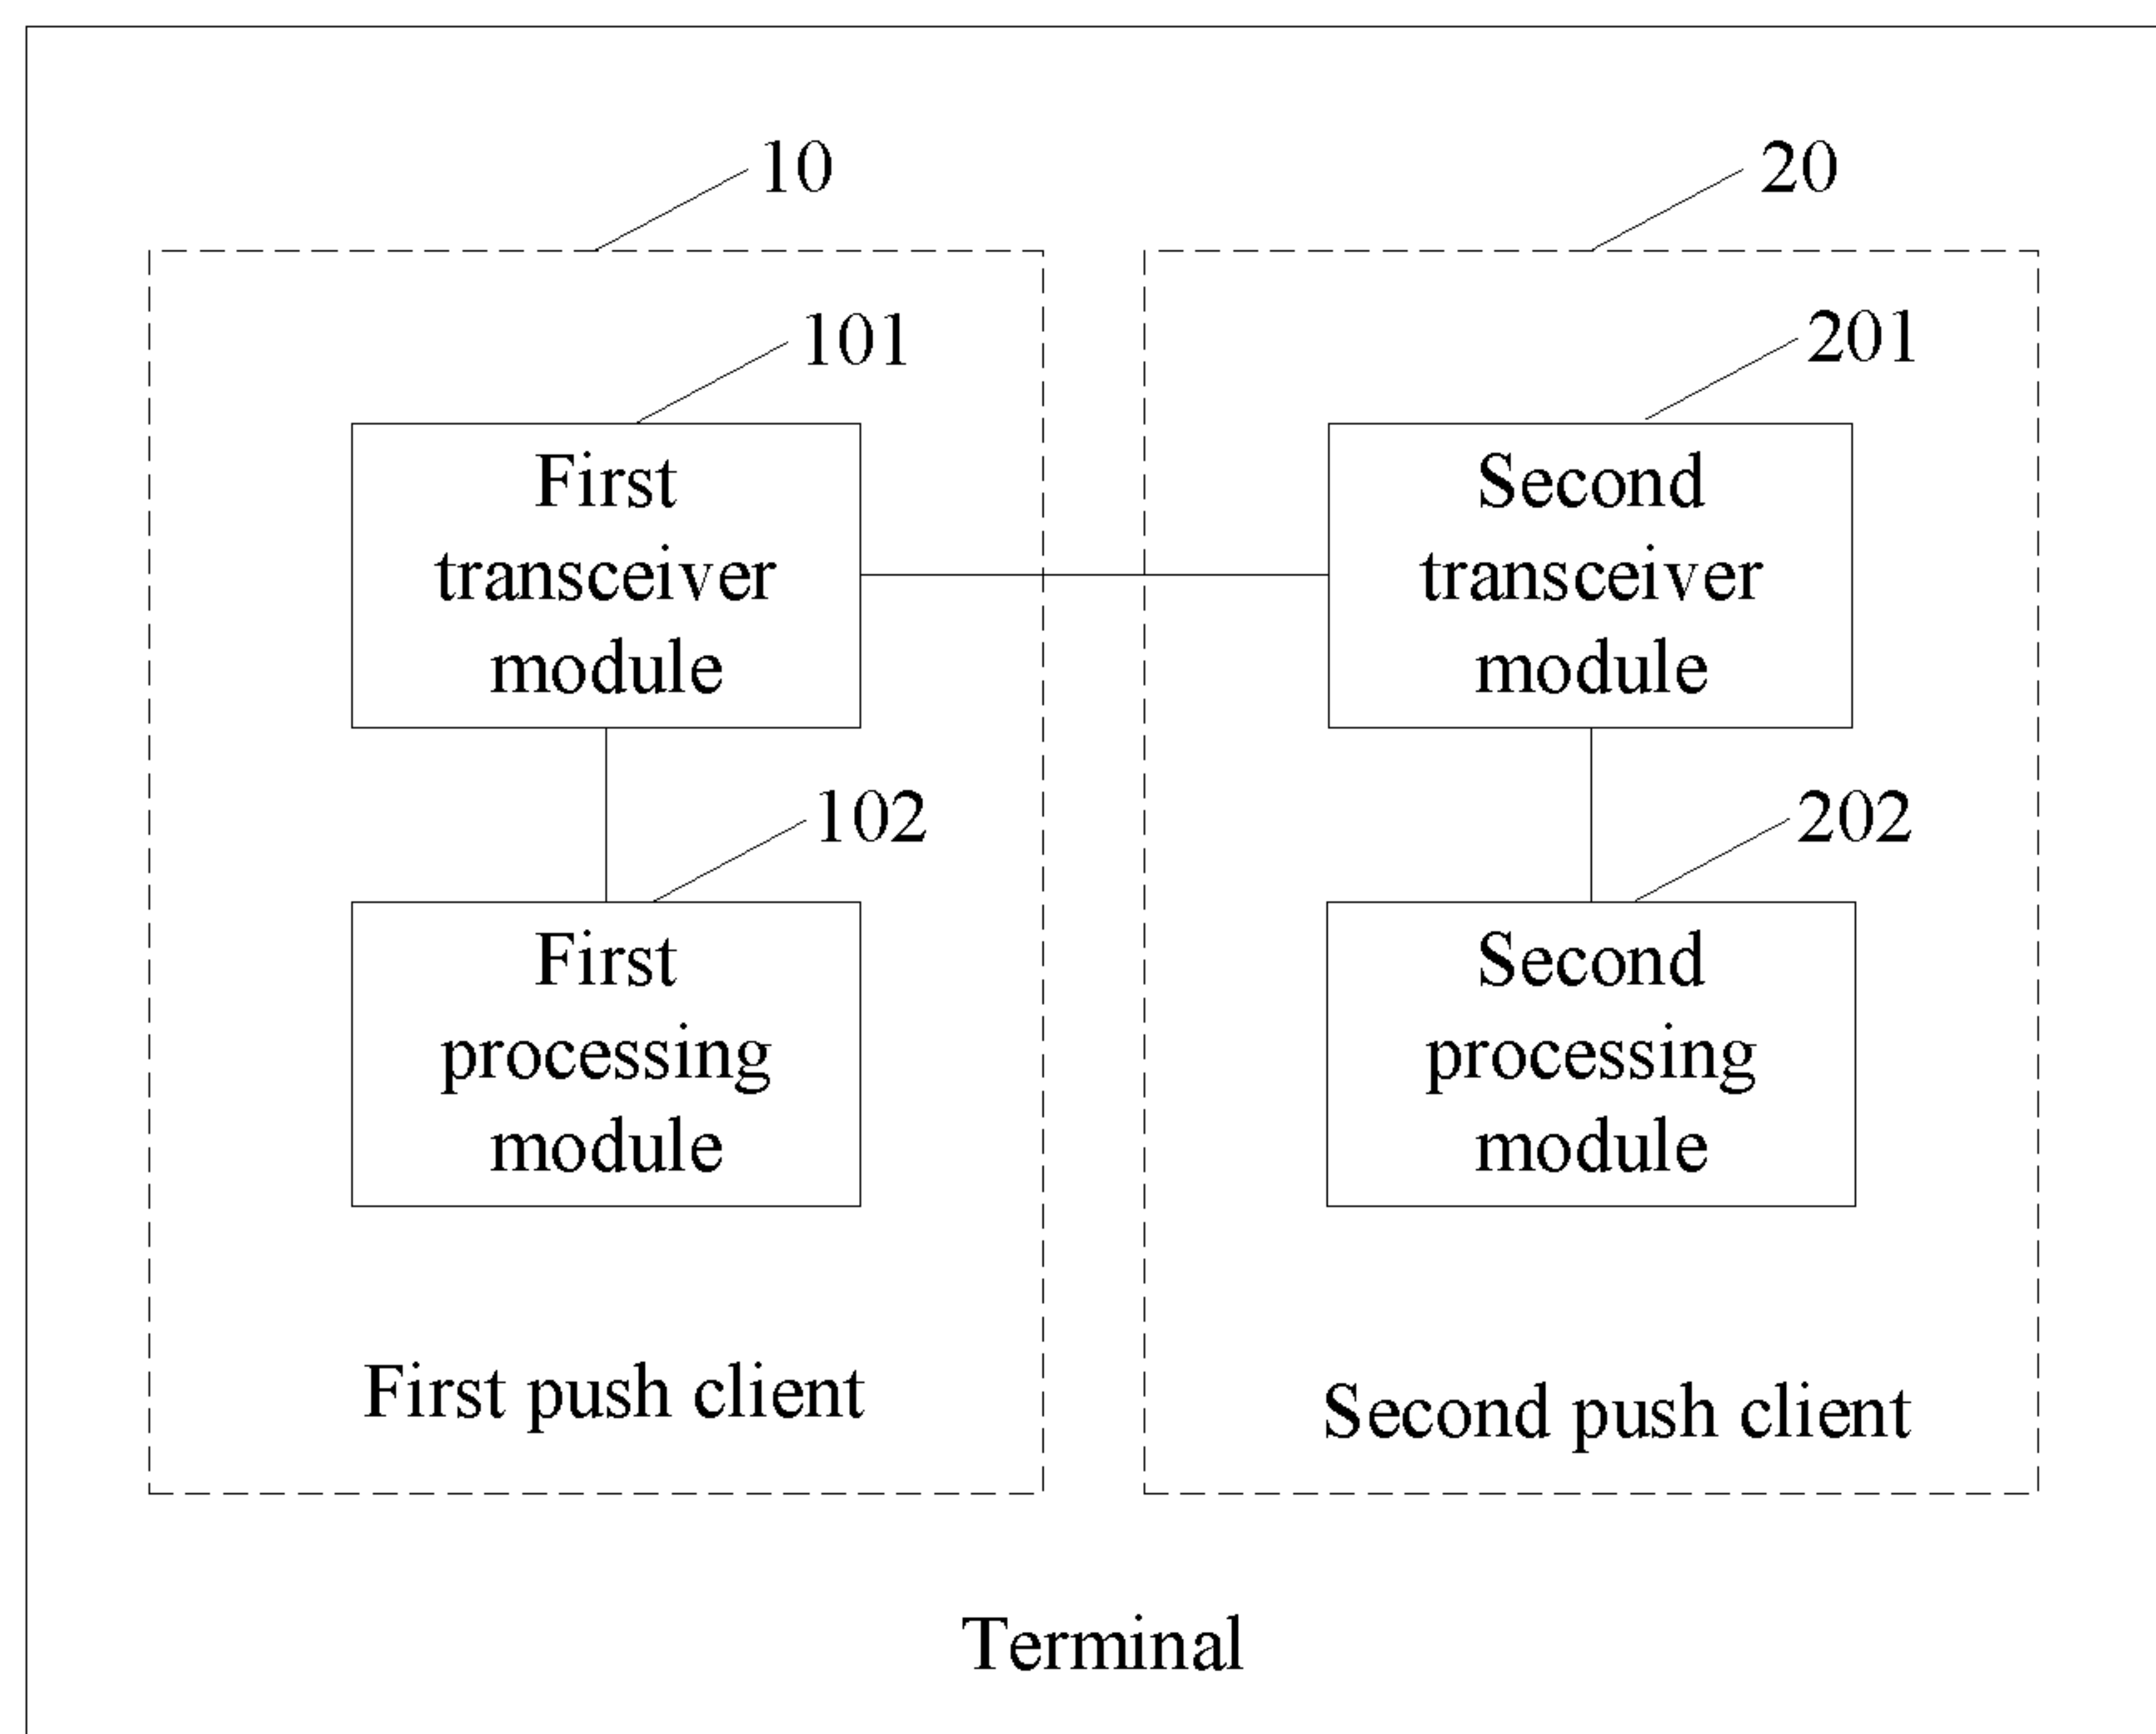 10
20
101
201
First
transceiver
module
Second
transceiver
module
102
202
First
processing
module
Second
processing
module
First push client
Second push client
Terminal